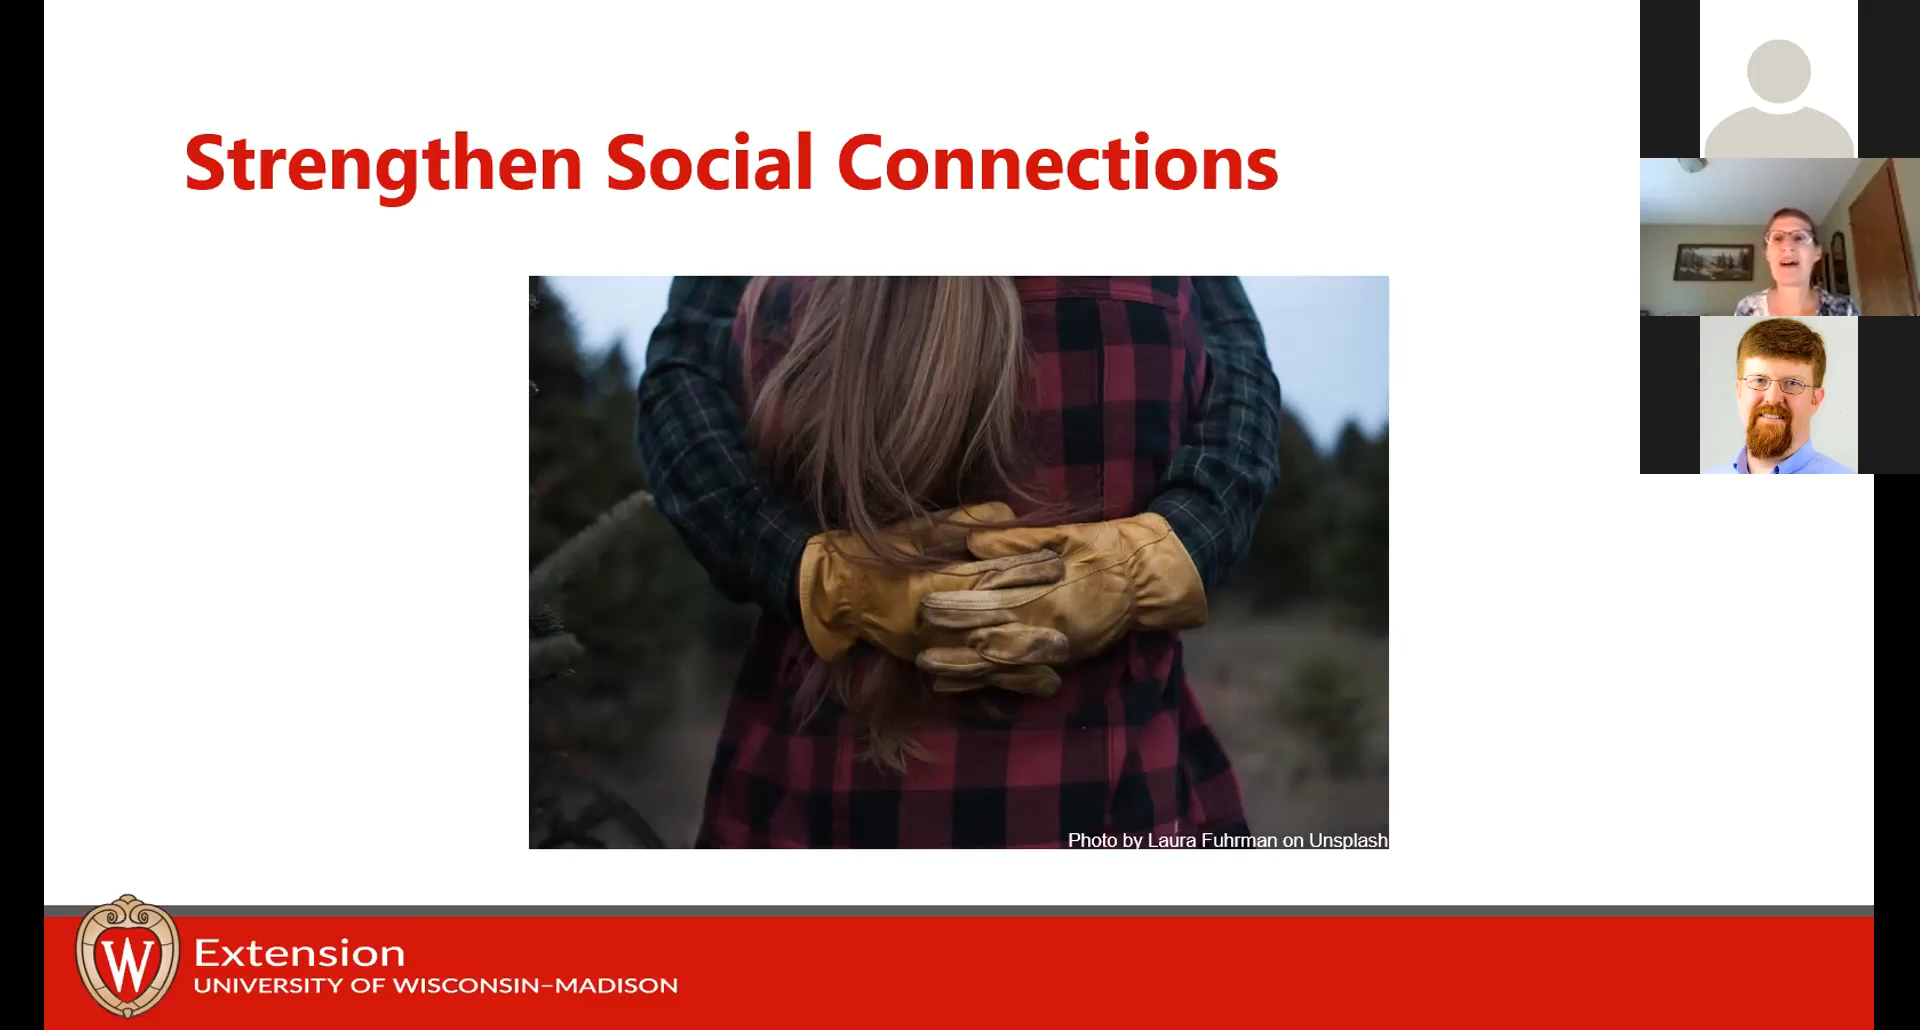 Strengthen Social Connections
Photo by Laura Fuhrman on Unsplash
W
Extension
UNIVERSITY OF WISCONSIN–MADISON